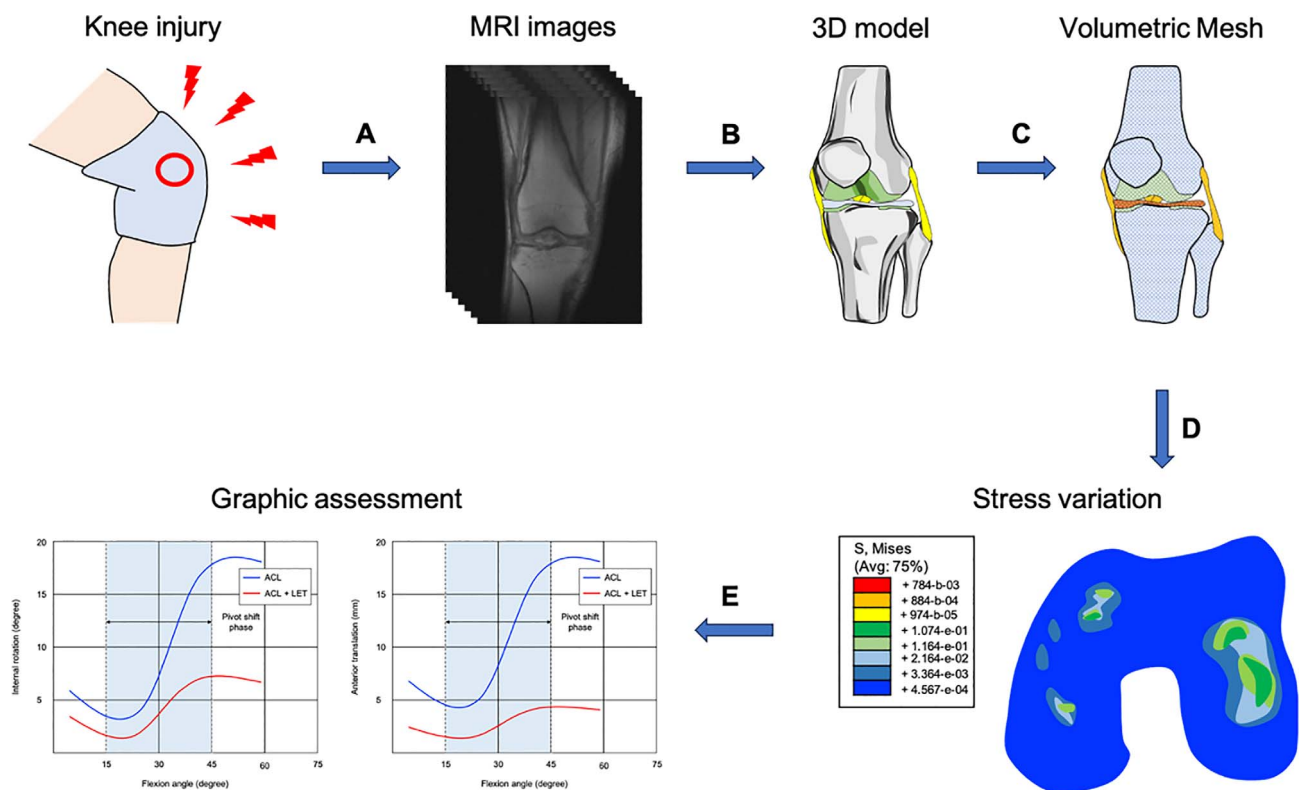 Knee injury
MRI images
3D model
Volumetric Mesh
A
B
C
D
Graphic assessment
Stress variation
S, Mises
(Avg: 75%)
+ 784-b-03
+ 884-b-04
+ 974-b-05
+ 1.074-e-01
+ 1.164-e-01
+ 2.164-e-02
+ 3.364-e-03
+ 4.567-e-04
E
Internal rotation (degree)
20
15
10
5
ACL
ACL + LET
Pivot shift
phase
15
30
45
60
75
Flexion angle (degree)
Anterior translation (mm)
20
15
10
5
ACL
ACL + LET
Pivot shift
phase
15
30
45
60
75
Flexion angle (degree)